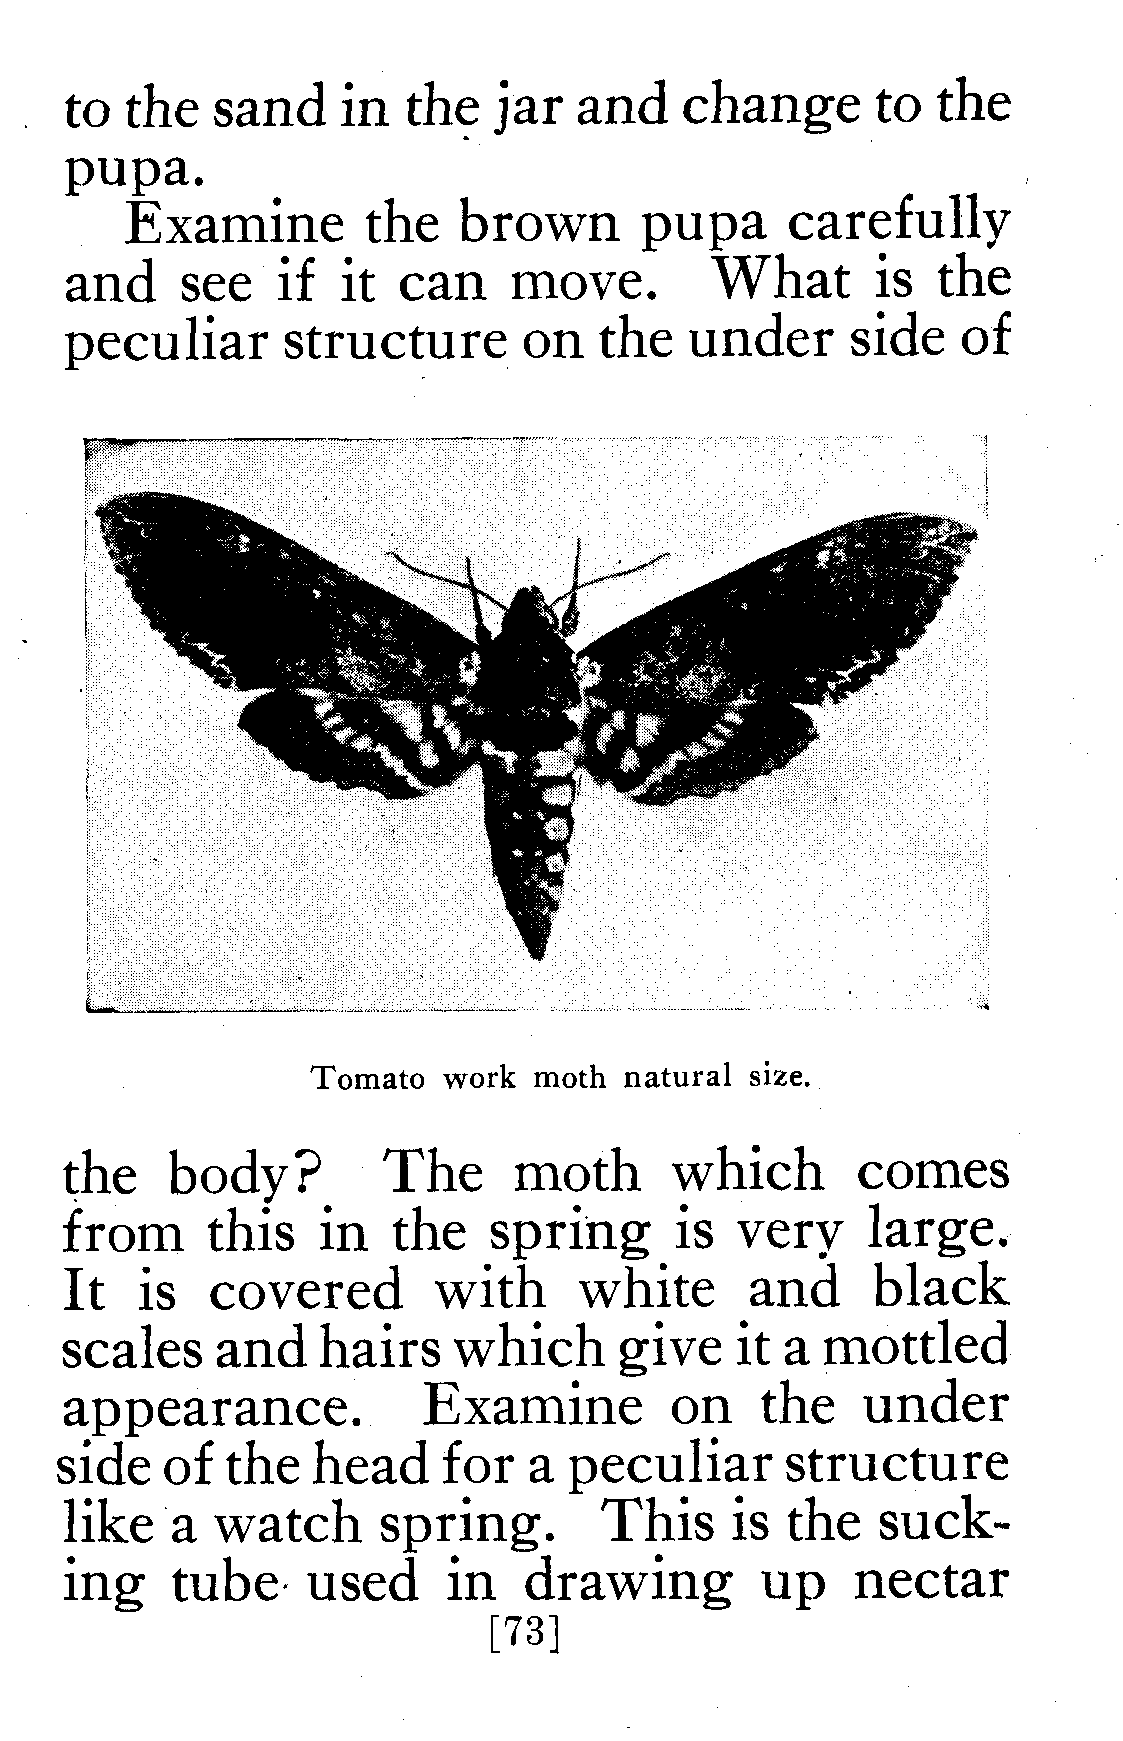 to the sand in the jar and change to the
pupa.
Examine the brown pupa carefully
and see if it can move. What is the
peculiar structure on the under side of
Tomato work moth natural size.
the body? The moth which comes
from this in the spring is very large.
It is covered with white and black
scales and hairs which give it a mottled
appearance. Examine on the under
side of the head for a peculiar structure
like a watch spring. This is the suck-
ing tube used in drawing up nectar
[73]